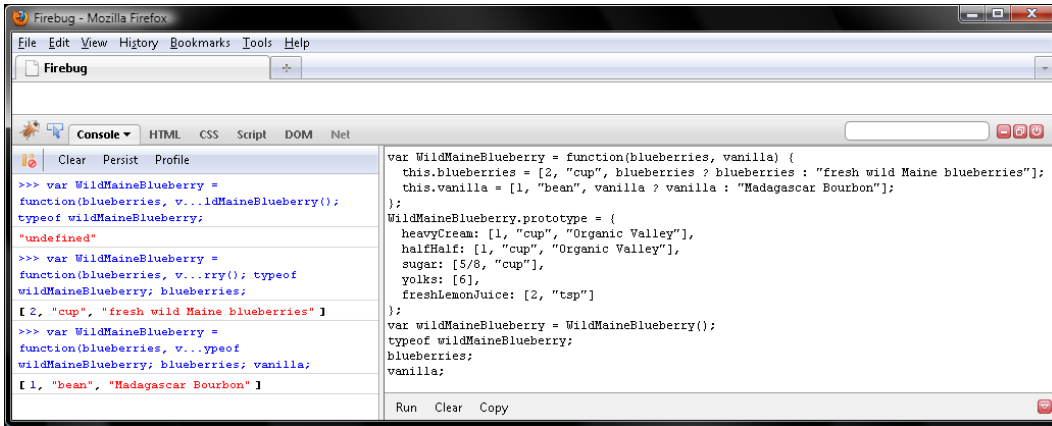 Firebug - Mozilla Firefox
File Edit View History Bookmarks Tools Help
Firebug
Console HTML CSS Script DOM Net
Clear Persist Profile
>>> var WildMaineBlueberry =
function(blueberries, v...ldMaineBlueberry();
typeof wildMaineBlueberry;
"undefined"
>>> var WildMaineBlueberry =
function(blueberries, v...rry(); typeof
wildMaineBlueberry; blueberries;
[ 2, "cup", "fresh wild Maine blueberries" ]
>>> var WildMaineBlueberry =
function(blueberries, v...ypeof
wildMaineBlueberry; blueberries; vanilla;
[ 1, "bean", "Madagascar Bourbon" ]
var WildMaineBlueberry = function(blueberries, vanilla) {
  this.blueberries = [2, "cup", blueberries ? blueberries : "fresh wild Maine blueberries"];
  this.vanilla = [1, "bean", vanilla ? vanilla : "Madagascar Bourbon"];
};
WildMaineBlueberry.prototype = {
  heavyCream: [1, "cup", "Organic Valley"],
  halfHalf: [1, "cup", "Organic Valley"],
  sugar: [5/8, "cup"],
  yolks: [6],
  freshLemonJuice: [2, "tsp"]
};
var wildMaineBlueberry = WildMaineBlueberry();
typeof wildMaineBlueberry;
blueberries;
vanilla;
Run Clear Copy